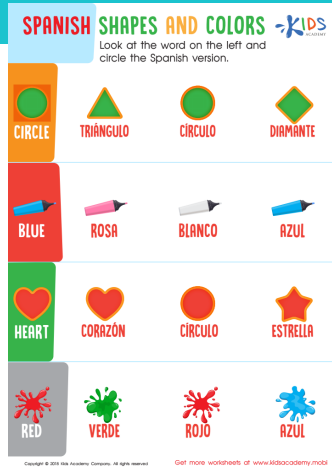 SPANISH SHAPES AND COLORS
KIDS
ACADEMY
Look at the word on the left and
circle the Spanish version.
CIRCLE TRIÁNGULO CÍRCULO DIAMANTE
BLUE ROSA BLANCO AZUL
HEART CORAZÓN CÍRCULO ESTRELLA
RED VERDE ROJO AZUL
Copyright © 2018 Kids Academy Company. All rights reserved
Get more worksheets at www.kidsacademy.mobi